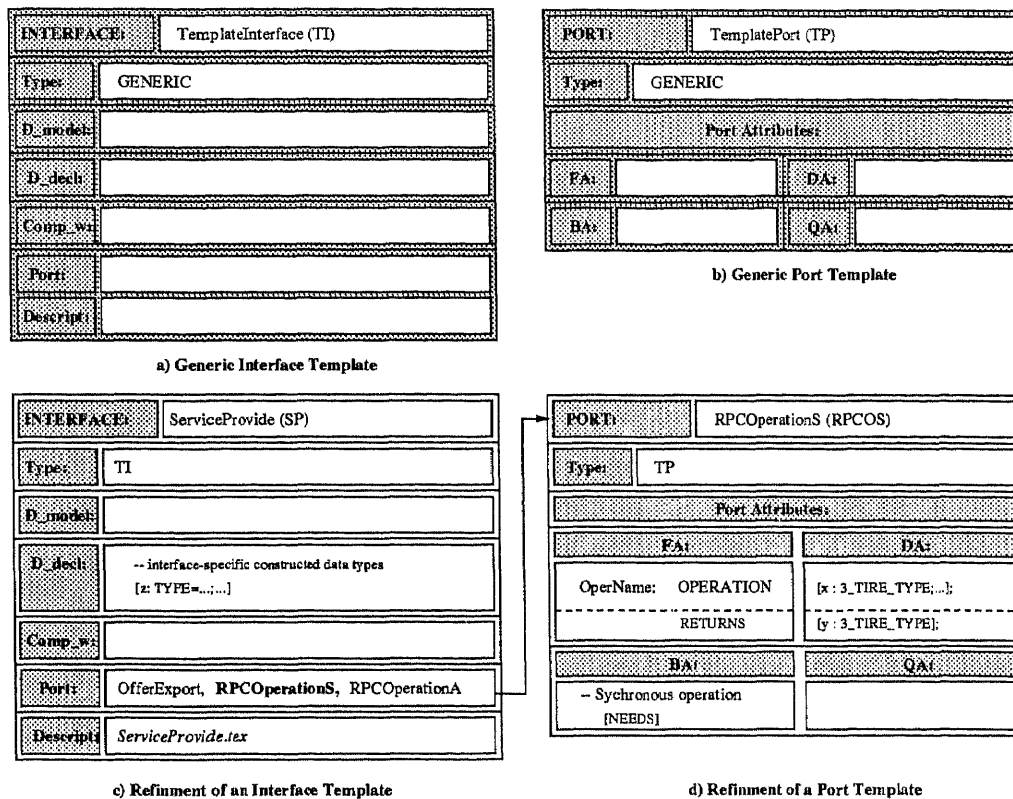 INTERFACE: TemplateInterface (TI)
Type: GENERIC
D_model:
D_decl:
Comp_w:
Port:
Descript:
a) Generic Interface Template
PORT: TemplatePort (TP)
Type: GENERIC
Port Attributes:
FA: DA:
BA: QA:
b) Generic Port Template
INTERFACE: ServiceProvide (SP)
Type: TI
D_model:
D_decl: -- interface-specific constructed data types
[z: TYPE=...;...]
Comp_w:
Port: OfferExport, RPCOperationS, RPCOperationA
Descript: ServiceProvide.tex
c) Refinment of an Interface Template
PORT: RPCOperationS (RPCOS)
Type: TP
Port Attributes:
FA: DA:
OperName: OPERATION [x : 3_TIRE_TYPE;...];
RETURNS [y : 3_TIRE_TYPE];
BA: QA:
-- Sychronous operation
[NEEDS]
d) Refinment of a Port Template